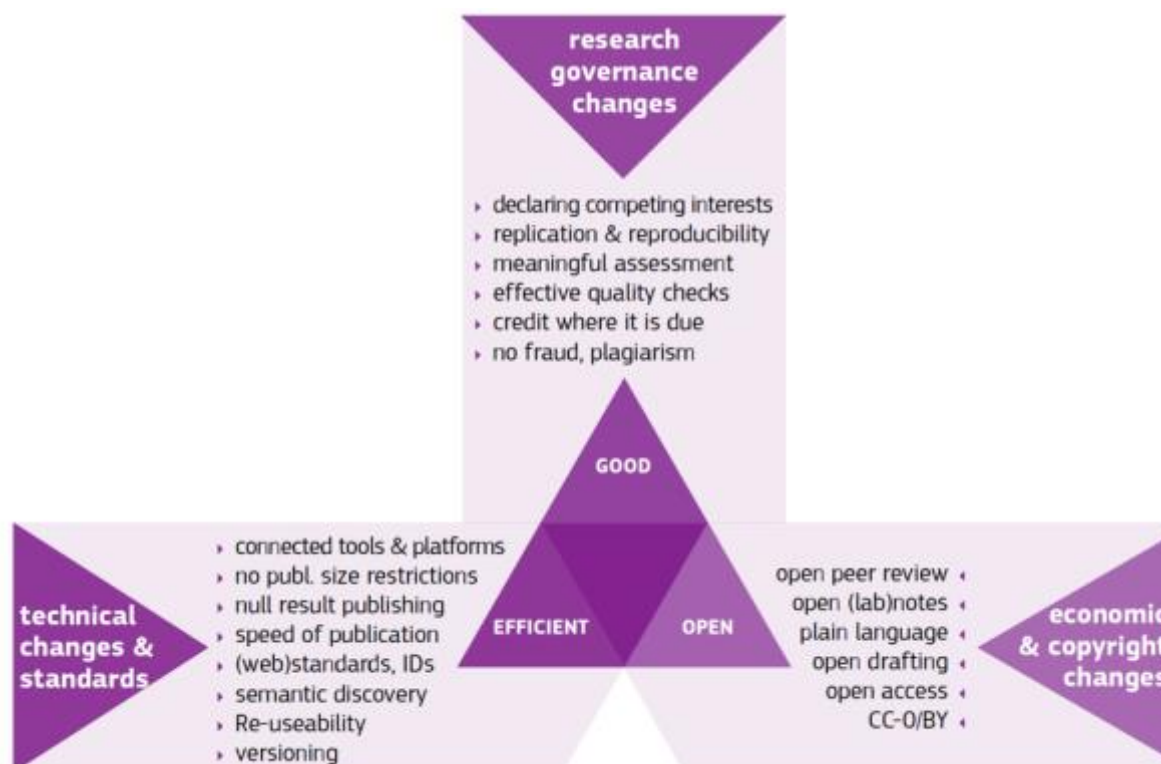 research
governance
changes
declaring competing interests
replication & reproducibility
meaningful assessment
effective quality checks
credit where it is due
no fraud, plagiarism
GOOD
EFFICIENT
OPEN
technical
changes &
standards
connected tools & platforms
no publ. size restrictions
null result publishing
speed of publication
(web)standards, IDs
semantic discovery
Re-useability
versioning
open peer review
open (lab)notes
plain language
open drafting
open access
CC-0/BY
economic
& copyright
changes